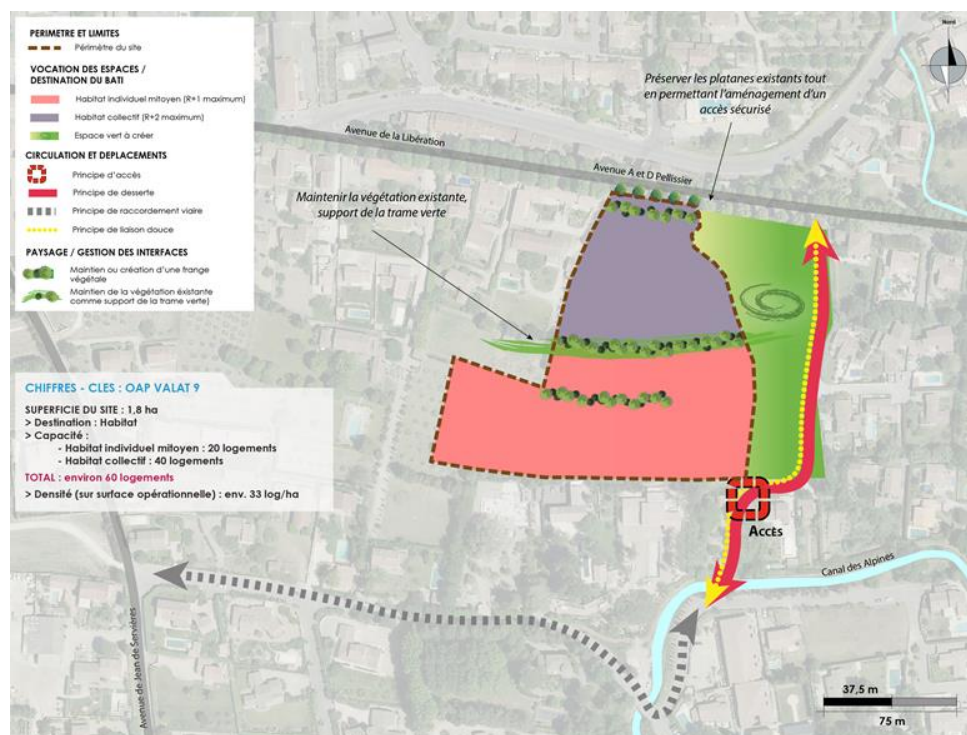 PERIMETRE ET LIMITES
Périmètre du site
VOCATION DES ESPACES /
DESTINATION DU BATI
Habitat individuel mitoyen (R+1 maximum)
Habitat collectif (R+2 maximum)
Espace vert à créer
CIRCULATION ET DEPLACEMENTS
Principe d'accès
Principe de desserte
Principe de raccordement viaire
Principe de liaison douce
PAYSAGE / GESTION DES INTERFACES
Maintien ou création d'une frange
végétale
Maintien de la végétation éxistante
comme support de la trame verte)
Nord
Préserver les platanes existants tout
en permettant l'aménagement d'un
accès sécurisé
Avenue de la Libération
Avenue A et D Pellissier
Maintenir la végétation existante,
support de la trame verte
CHIFFRES - CLES : OAP VALAT 9
SUPERFICIE DU SITE : 1,8 ha
> Destination : Habitat
> Capacité :
- Habitat individuel mitoyen : 20 logements
- Habitat collectif : 40 logements
TOTAL : environ 60 logements
> Densité (sur surface opérationnelle) : env. 33 log/ha
ACCÈS
Canal des Alpines
Avenue de Jean de Servières
37,5 m
75 m